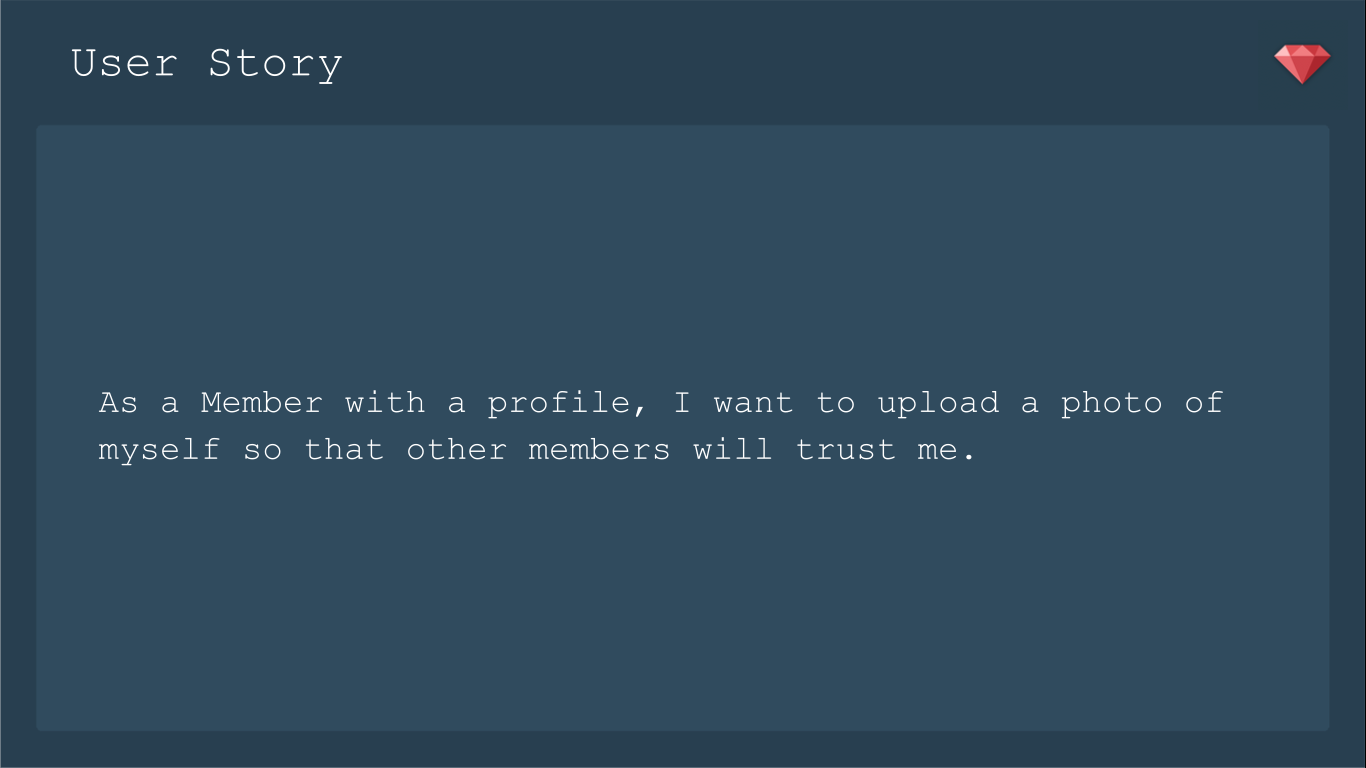 User Story
As a Member with a profile, I want to upload a photo of
myself so that other members will trust me.